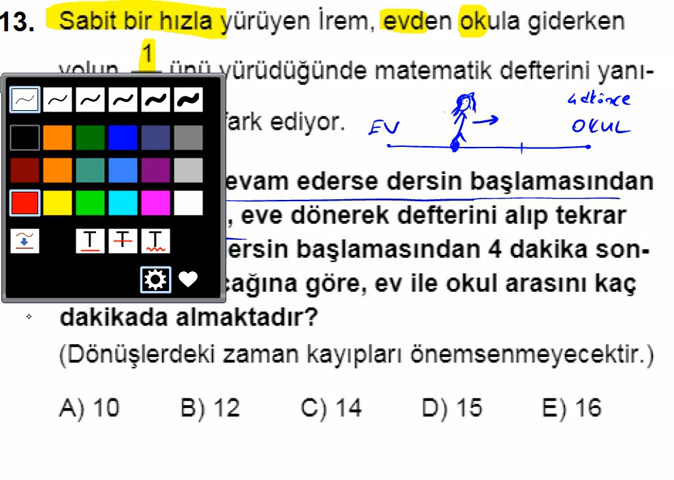 13. Sabit bir hızla yürüyen İrem, evden okula giderken
yolun 1 ünü yürüdüğünde matematik defterini yanı-
fark ediyor.
4 dk önce
EV
OKUL
evam ederse dersin başlamasından
, eve dönerek defterini alıp tekrar
ersin başlamasından 4 dakika son-
cağına göre, ev ile okul arasını kaç
dakikada almaktadır?
(Dönüşlerdeki zaman kayıpları önemsenmeyecektir.)
A) 10 B) 12 C) 14 D) 15 E) 16
T T T